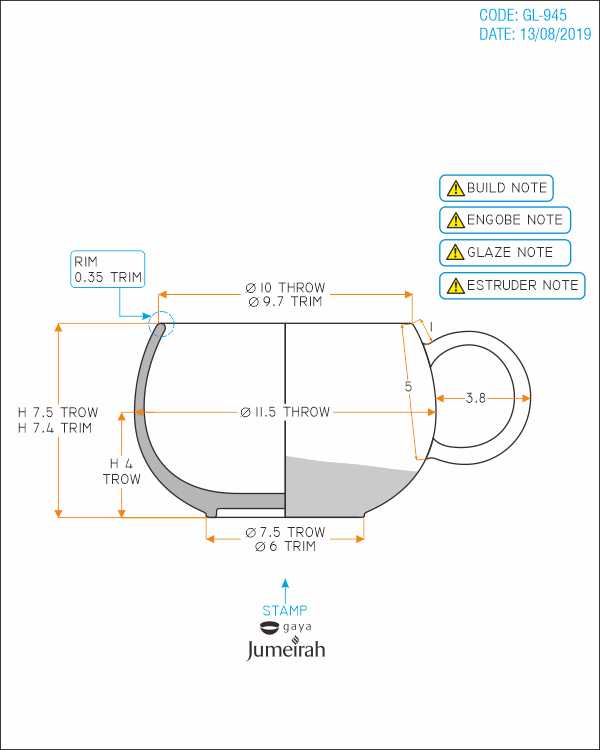 CODE: GL-945
DATE: 13/08/2019
BUILD NOTE
ENGOBE NOTE
GLAZE NOTE
ESTRUDER NOTE
RIM
0.35 TRIM
Ø 10 THROW
Ø 9.7 TRIM
1
5
3.8
H 7.5 TROW
H 7.4 TRIM
Ø 11.5 THROW
H 4
TROW
Ø 7.5 TROW
Ø 6 TRIM
STAMP
gaya
Jumeirah